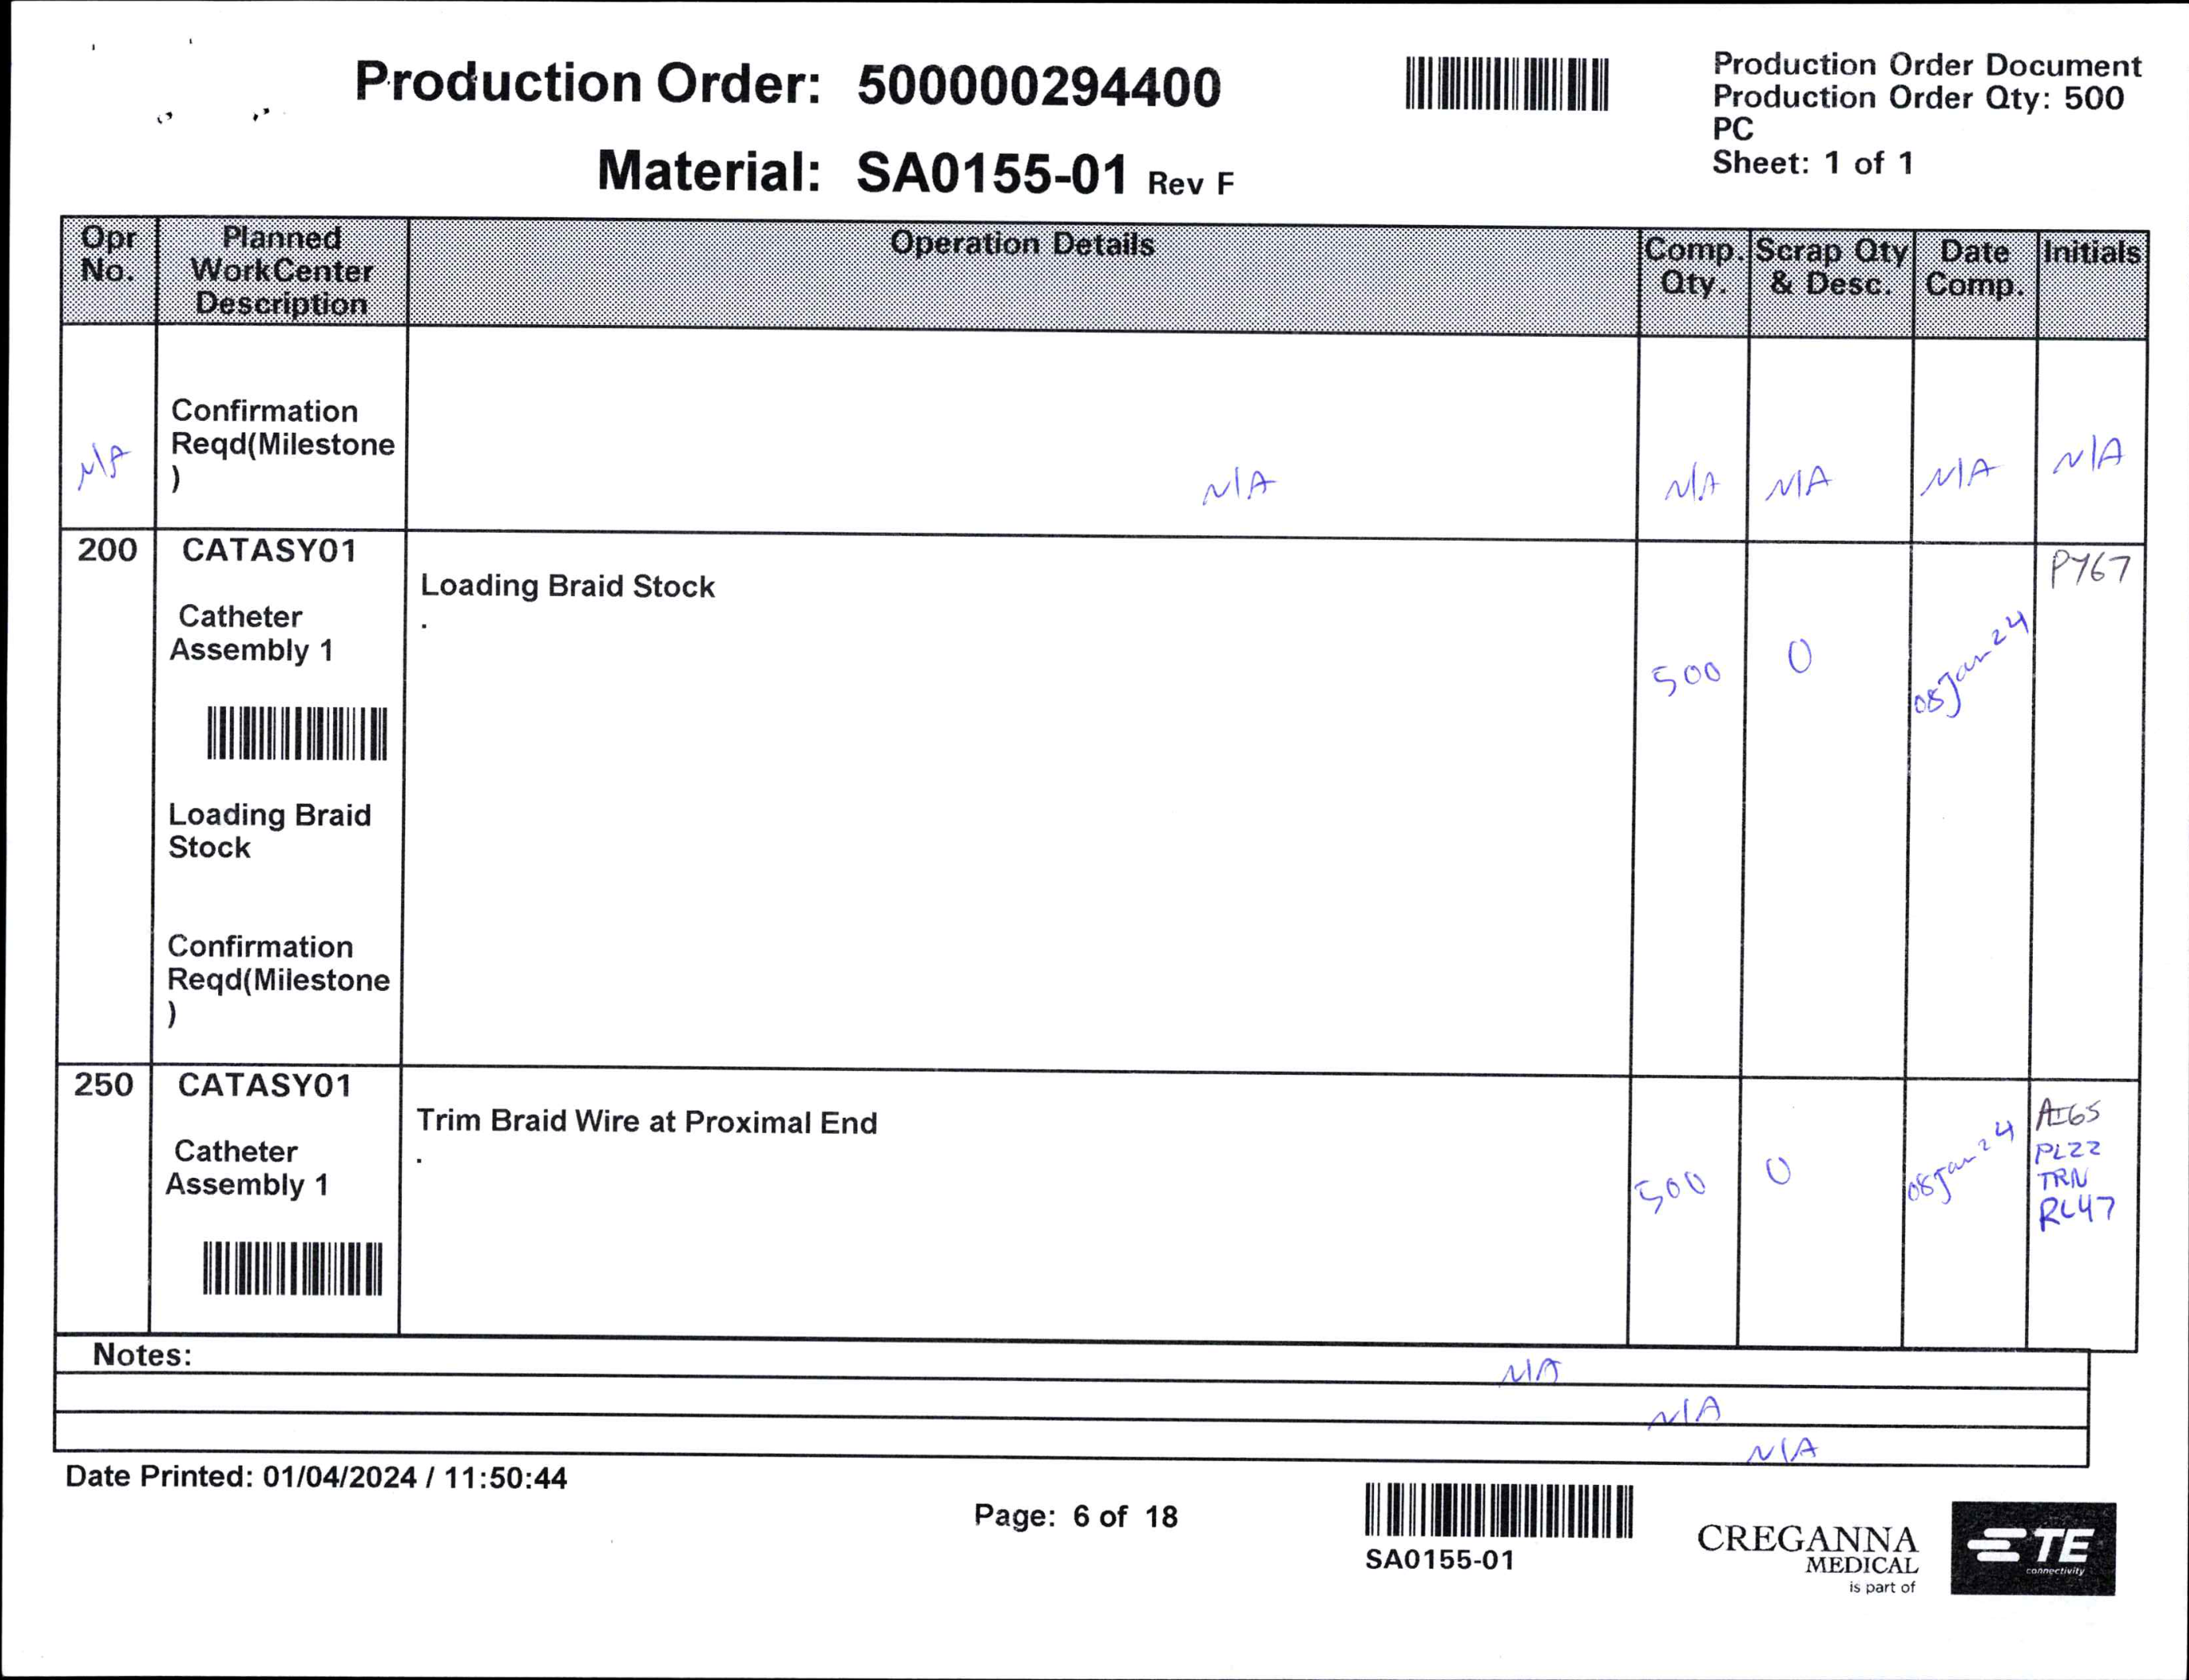 Production Order: 500000294400
Material: SA0155-01 Rev F
Production Order Document
Production Order Qty: 500
PC
Sheet: 1 of 1
Opr No.
Planned WorkCenter Description
Operation Details
Comp. Qty.
Scrap Qty & Desc.
Date Comp.
Initials
N/A
Confirmation
Reqd(Milestone
)
N/A
N/A
N/A
N/A
N/A
200
CATASY01
Catheter
Assembly 1
Loading Braid
Stock
Confirmation
Reqd(Milestone
)
Loading Braid Stock
.
500
0
08Jan24
PY67
250
CATASY01
Catheter
Assembly 1
Trim Braid Wire at Proximal End
.
500
0
08Jan24
PL22
TRN
RL47
Notes:
N/A
N/A
N/A
Date Printed: 01/04/2024 / 11:50:44
Page: 6 of 18
SA0155-01
CREGANNA
MEDICAL
is part of
TE
connectivity